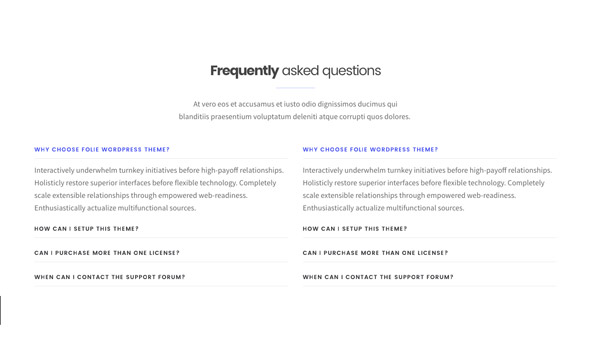 Frequently asked questions
At vero eos et accusamus et iusto odio dignissimos ducimus qui
blanditiis praesentium voluptatum deleniti atque corrupti quos dolores.
WHY CHOOSE FOLIE WORDPRESS THEME?
Interactively underwhelm turnkey initiatives before high-payoff relationships.
Holisticly restore superior interfaces before flexible technology. Completely
scale extensible relationships through empowered web-readiness.
Enthusiastically actualize multifunctional sources.
HOW CAN I SETUP THIS THEME?
CAN I PURCHASE MORE THAN ONE LICENSE?
WHEN CAN I CONTACT THE SUPPORT FORUM?
WHY CHOOSE FOLIE WORDPRESS THEME?
Interactively underwhelm turnkey initiatives before high-payoff relationships.
Holisticly restore superior interfaces before flexible technology. Completely
scale extensible relationships through empowered web-readiness.
Enthusiastically actualize multifunctional sources.
HOW CAN I SETUP THIS THEME?
CAN I PURCHASE MORE THAN ONE LICENSE?
WHEN CAN I CONTACT THE SUPPORT FORUM?